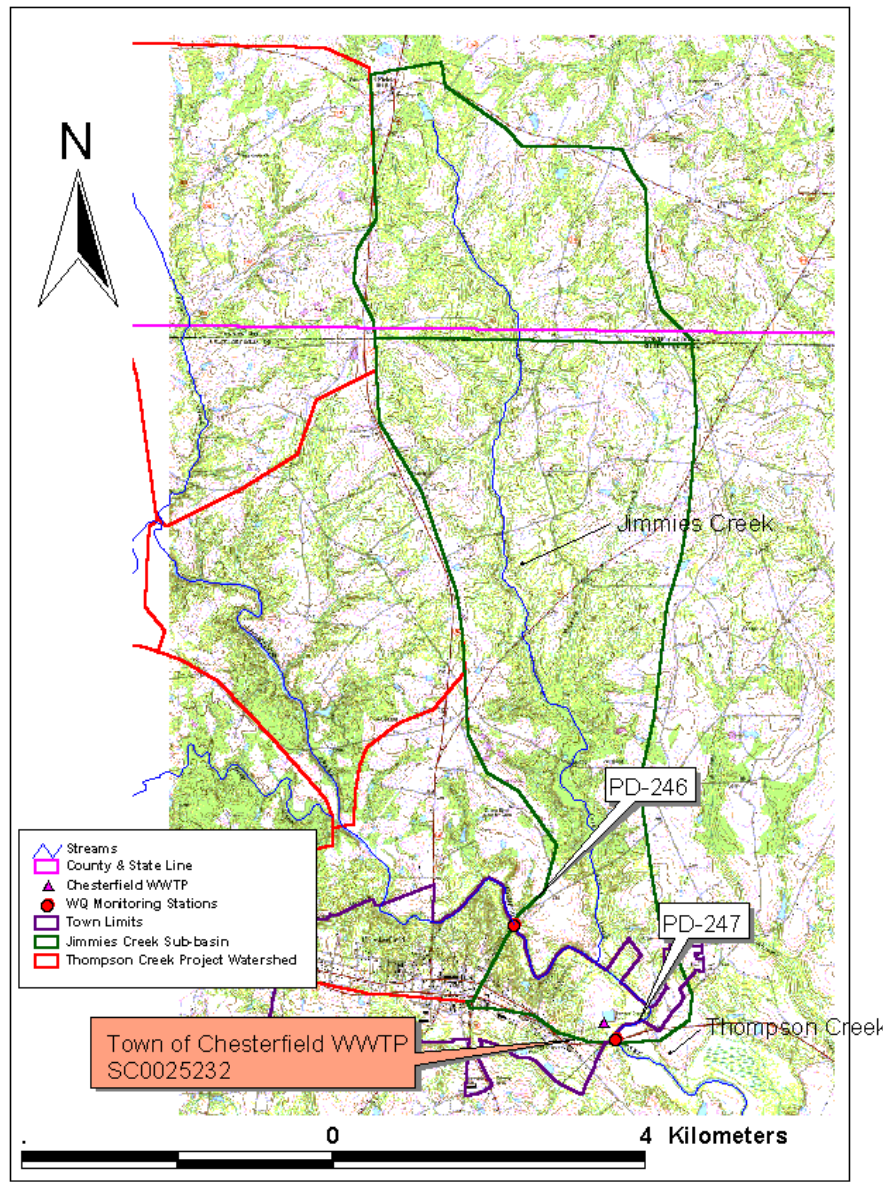 N
Jimmies Creek
PD-246
Streams
County & State Line
Chesterfield WWTP
WQ Monitoring Stations
Town Limits
Jimmies Creek Sub-basin
Thompson Creek Project Watershed
PD-247
Thompson Creek
Town of Chesterfield WWTP
SC0025232
. 0 4 Kilometers